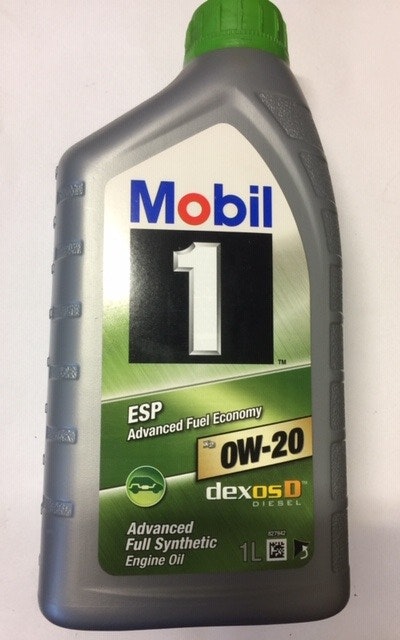 Mobil
1
TM
ESP
Advanced Fuel Economy
0W-20
dexosD
DIESEL
Advanced
Full Synthetic
Engine Oil
1L